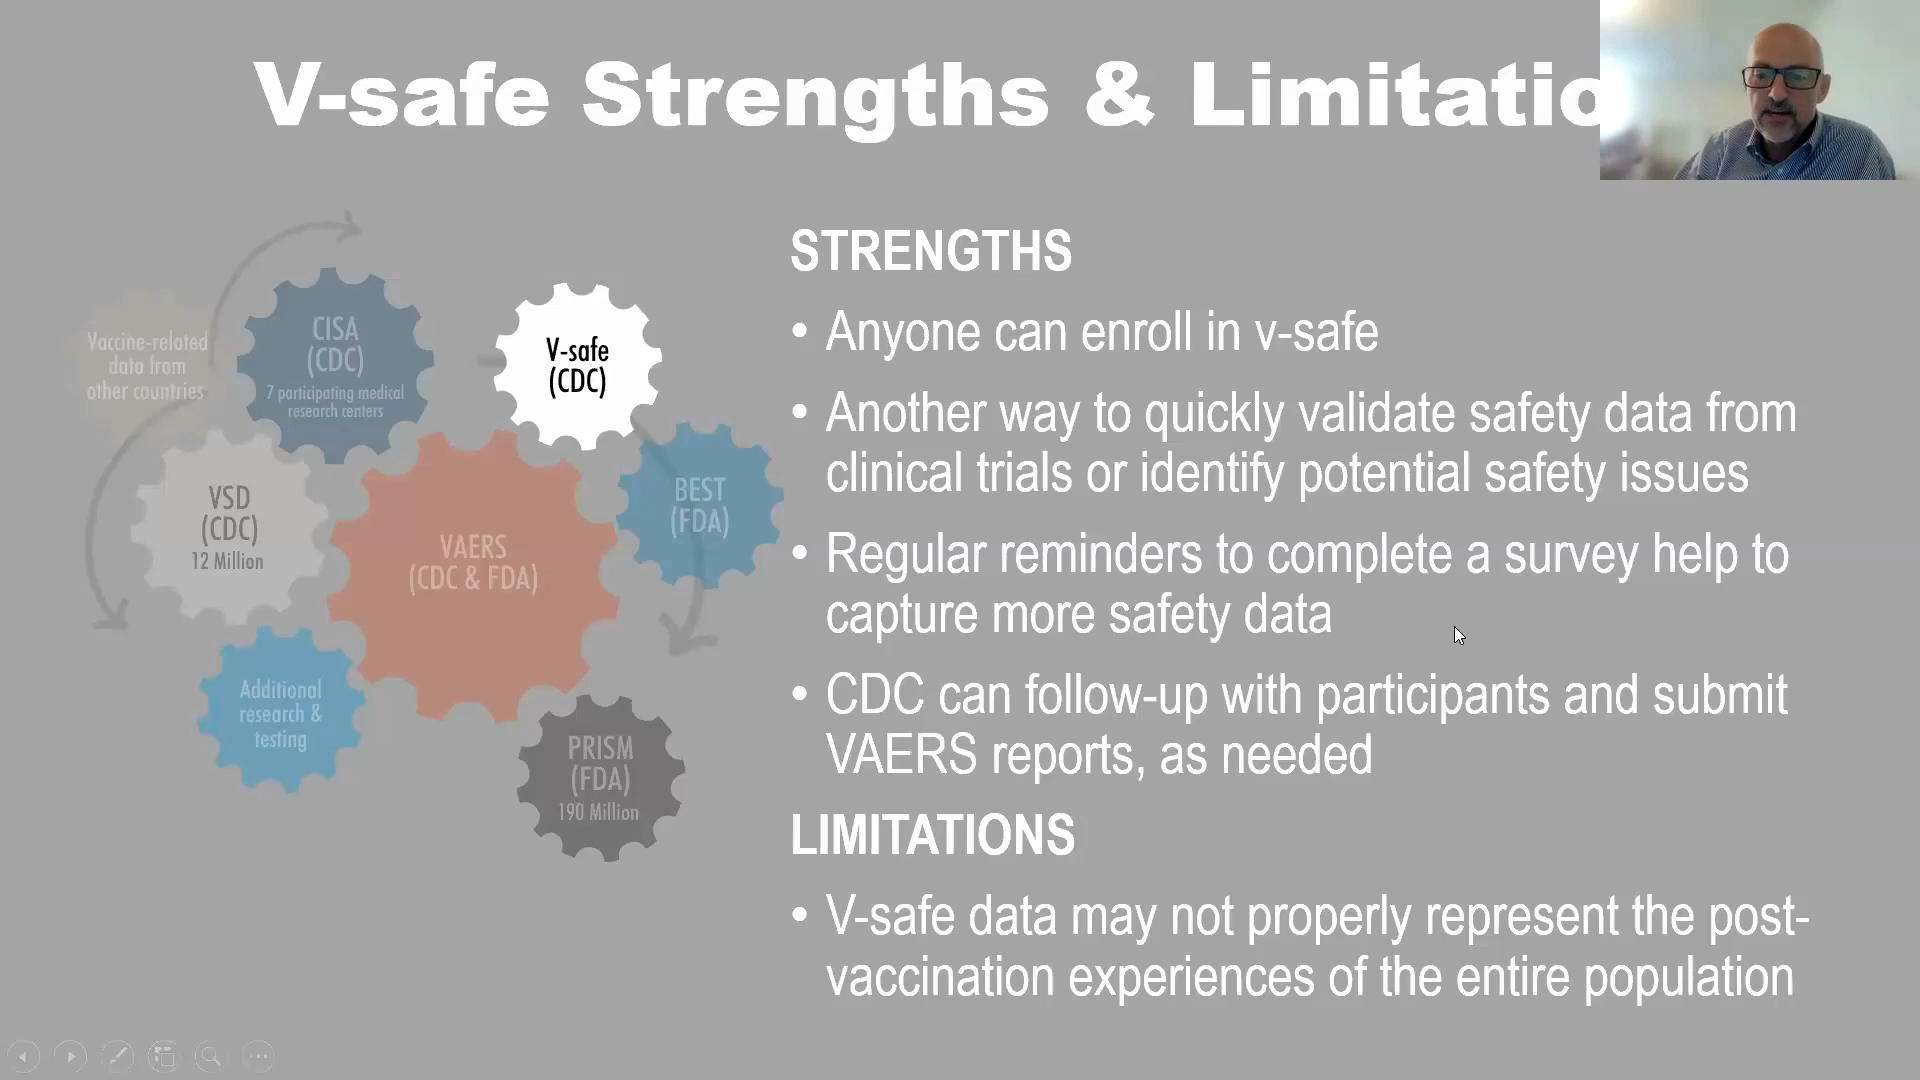 V-safe Strengths & Limitatio
STRENGTHS
• Anyone can enroll in v-safe
• Another way to quickly validate safety data from
clinical trials or identify potential safety issues
• Regular reminders to complete a survey help to
capture more safety data
• CDC can follow-up with participants and submit
VAERS reports, as needed
LIMITATIONS
• V-safe data may not properly represent the post-
vaccination experiences of the entire population
Vaccine-related
data from
other countries
CISA
(CDC)
7 participating medical
research centers
V-safe
(CDC)
VSD
(CDC)
12 Million
BEST
(FDA)
VAERS
(CDC & FDA)
Additional
research &
testing
PRISM
(FDA)
190 Million